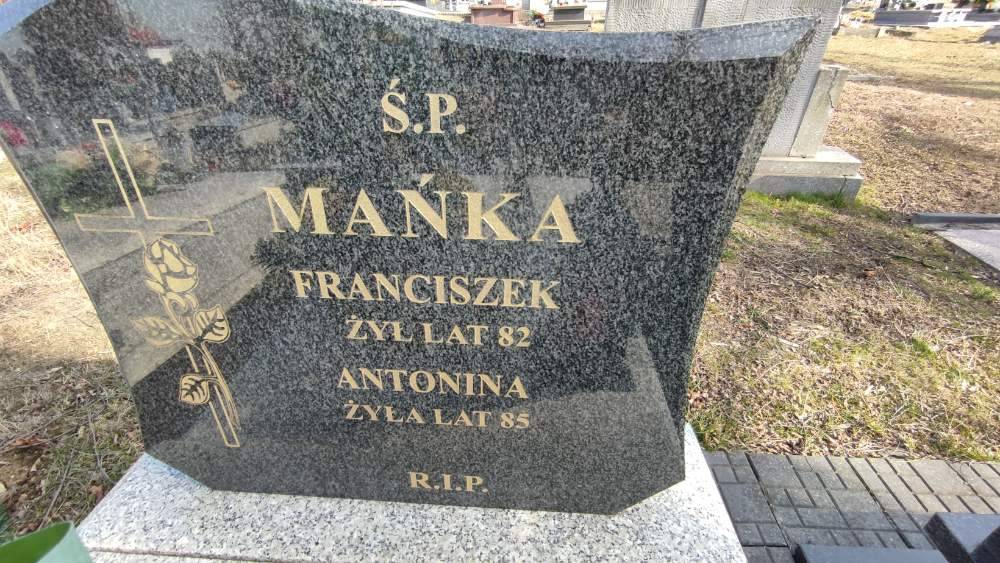 Ś.P.
MAŃKA
FRANCISZEK
ŻYŁ LAT 82
ANTONINA
ŻYŁA LAT 85
R.I.P.